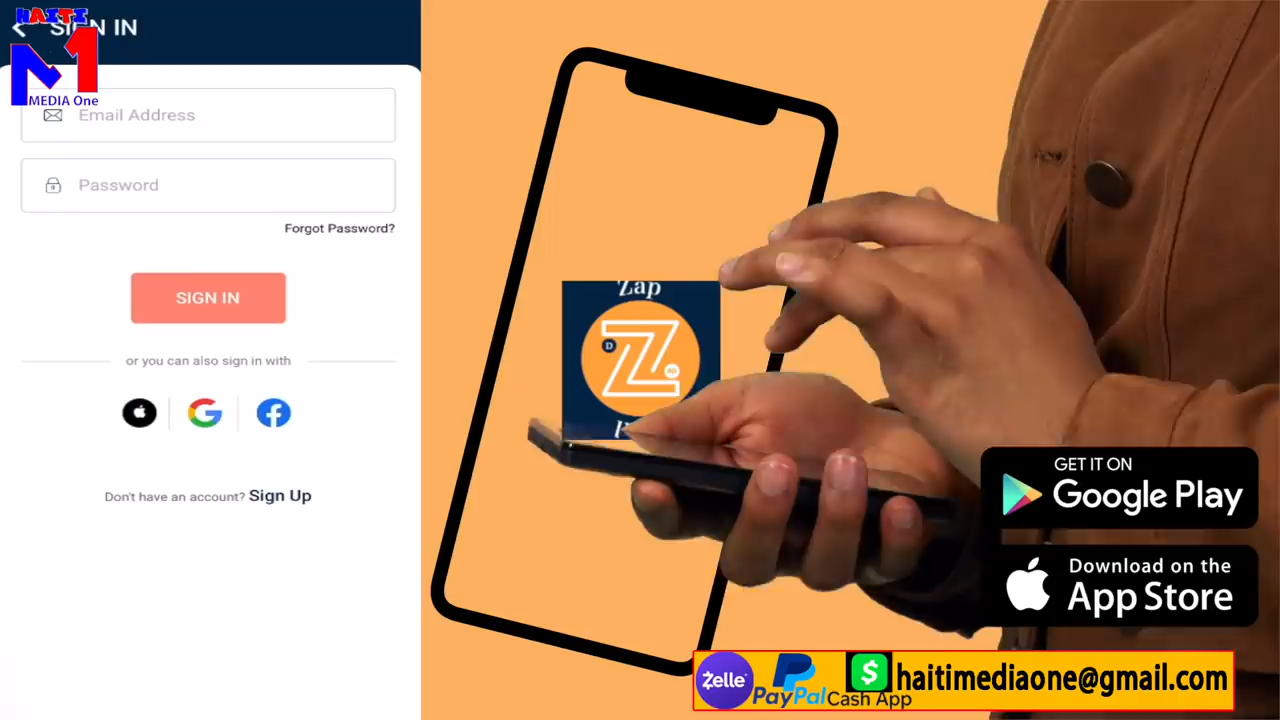 HAITI
SIGN IN
M1
MEDIA One
Email Address
Password
Forgot Password?
SIGN IN
or you can also sign in with
Don't have an account? Sign Up
Zap
D
Z
GET IT ON
Google Play
Download on the
App Store
Zelle
PayPal
$
Cash App
haitimediaone@gmail.com